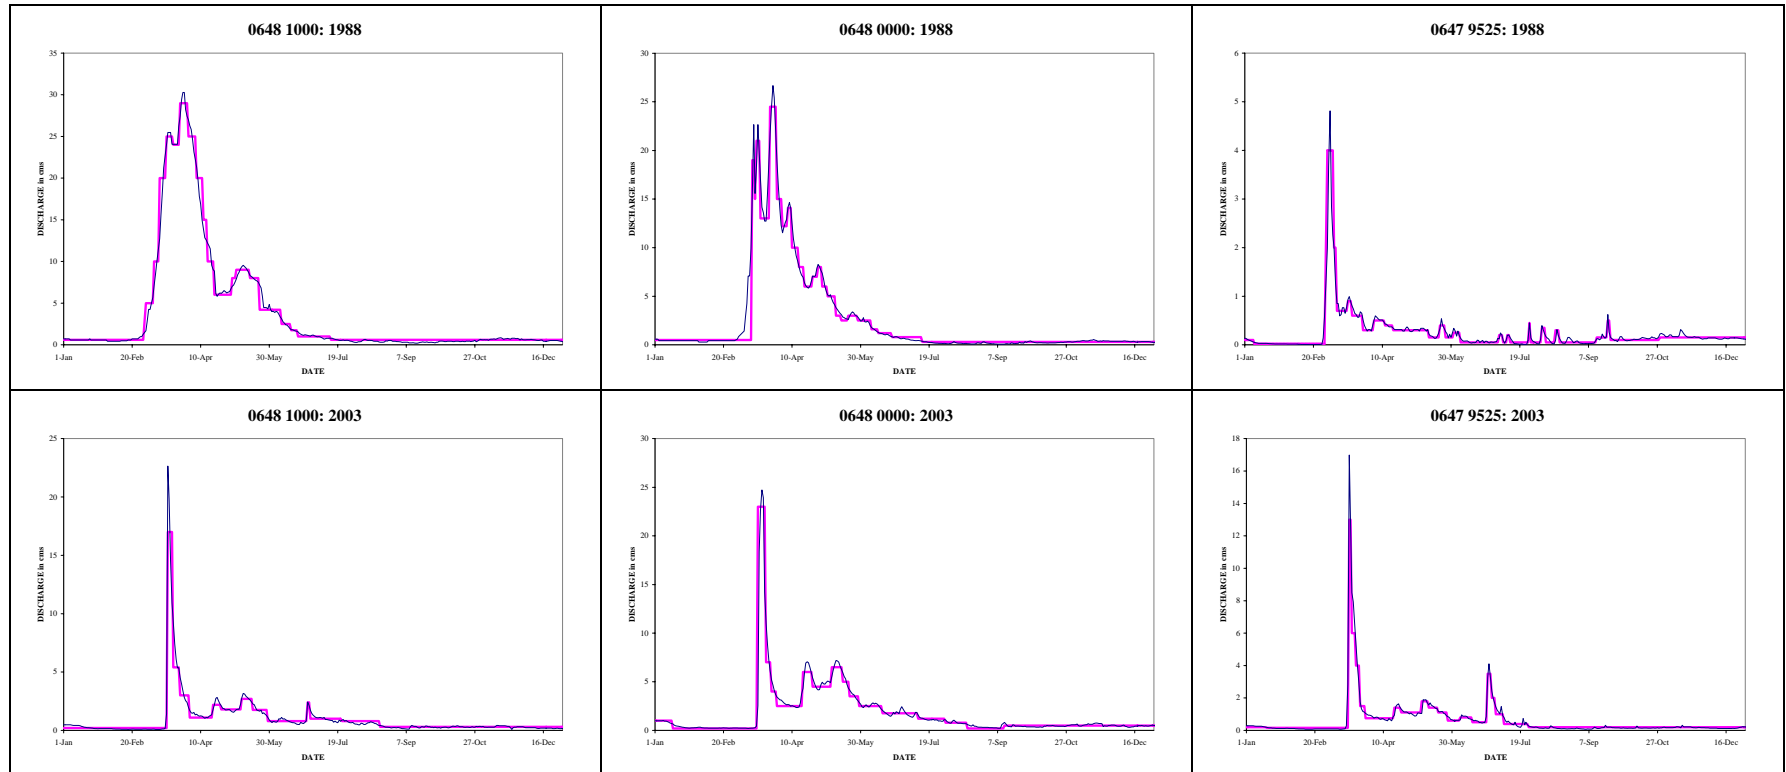 0648 1000: 1988
35
30
25
20
15
10
5
0
DISCHARGE in cms
1-Jan 20-Feb 10-Apr 30-May 19-Jul 7-Sep 27-Oct 16-Dec
DATE
0648 0000: 1988
30
25
20
15
10
5
0
DISCHARGE in cms
1-Jan 20-Feb 10-Apr 30-May 19-Jul 7-Sep 27-Oct 16-Dec
DATE
0647 9525: 1988
6
5
4
3
2
1
0
DISCHARGE in cms
1-Jan 20-Feb 10-Apr 30-May 19-Jul 7-Sep 27-Oct 16-Dec
DATE
0648 1000: 2003
25
20
15
10
5
0
DISCHARGE in cms
1-Jan 20-Feb 10-Apr 30-May 19-Jul 7-Sep 27-Oct 16-Dec
DATE
0648 0000: 2003
30
25
20
15
10
5
0
DISCHARGE in cms
1-Jan 20-Feb 10-Apr 30-May 19-Jul 7-Sep 27-Oct 16-Dec
DATE
0647 9525: 2003
18
16
14
12
10
8
6
4
2
0
DISCHARGE in cms
1-Jan 20-Feb 10-Apr 30-May 19-Jul 7-Sep 27-Oct 16-Dec
DATE